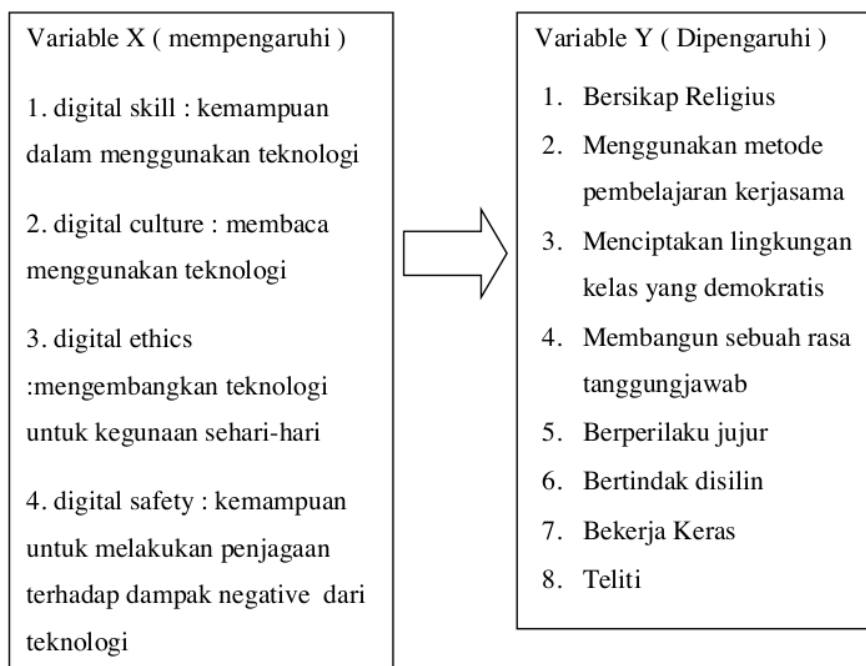 Variable X ( mempengaruhi )
1. digital skill : kemampuan
dalam menggunakan teknologi
2. digital culture : membaca
menggunakan teknologi
3. digital ethics
:mengembangkan teknologi
untuk kegunaan sehari-hari
4. digital safety : kemampuan
untuk melakukan penjagaan
terhadap dampak negative dari
teknologi
Variable Y ( Dipengaruhi )
1. Bersikap Religius
2. Menggunakan metode
pembelajaran kerjasama
3. Menciptakan lingkungan
kelas yang demokratis
4. Membangun sebuah rasa
tanggungjawab
5. Berperilaku jujur
6. Bertindak disilin
7. Bekerja Keras
8. Teliti